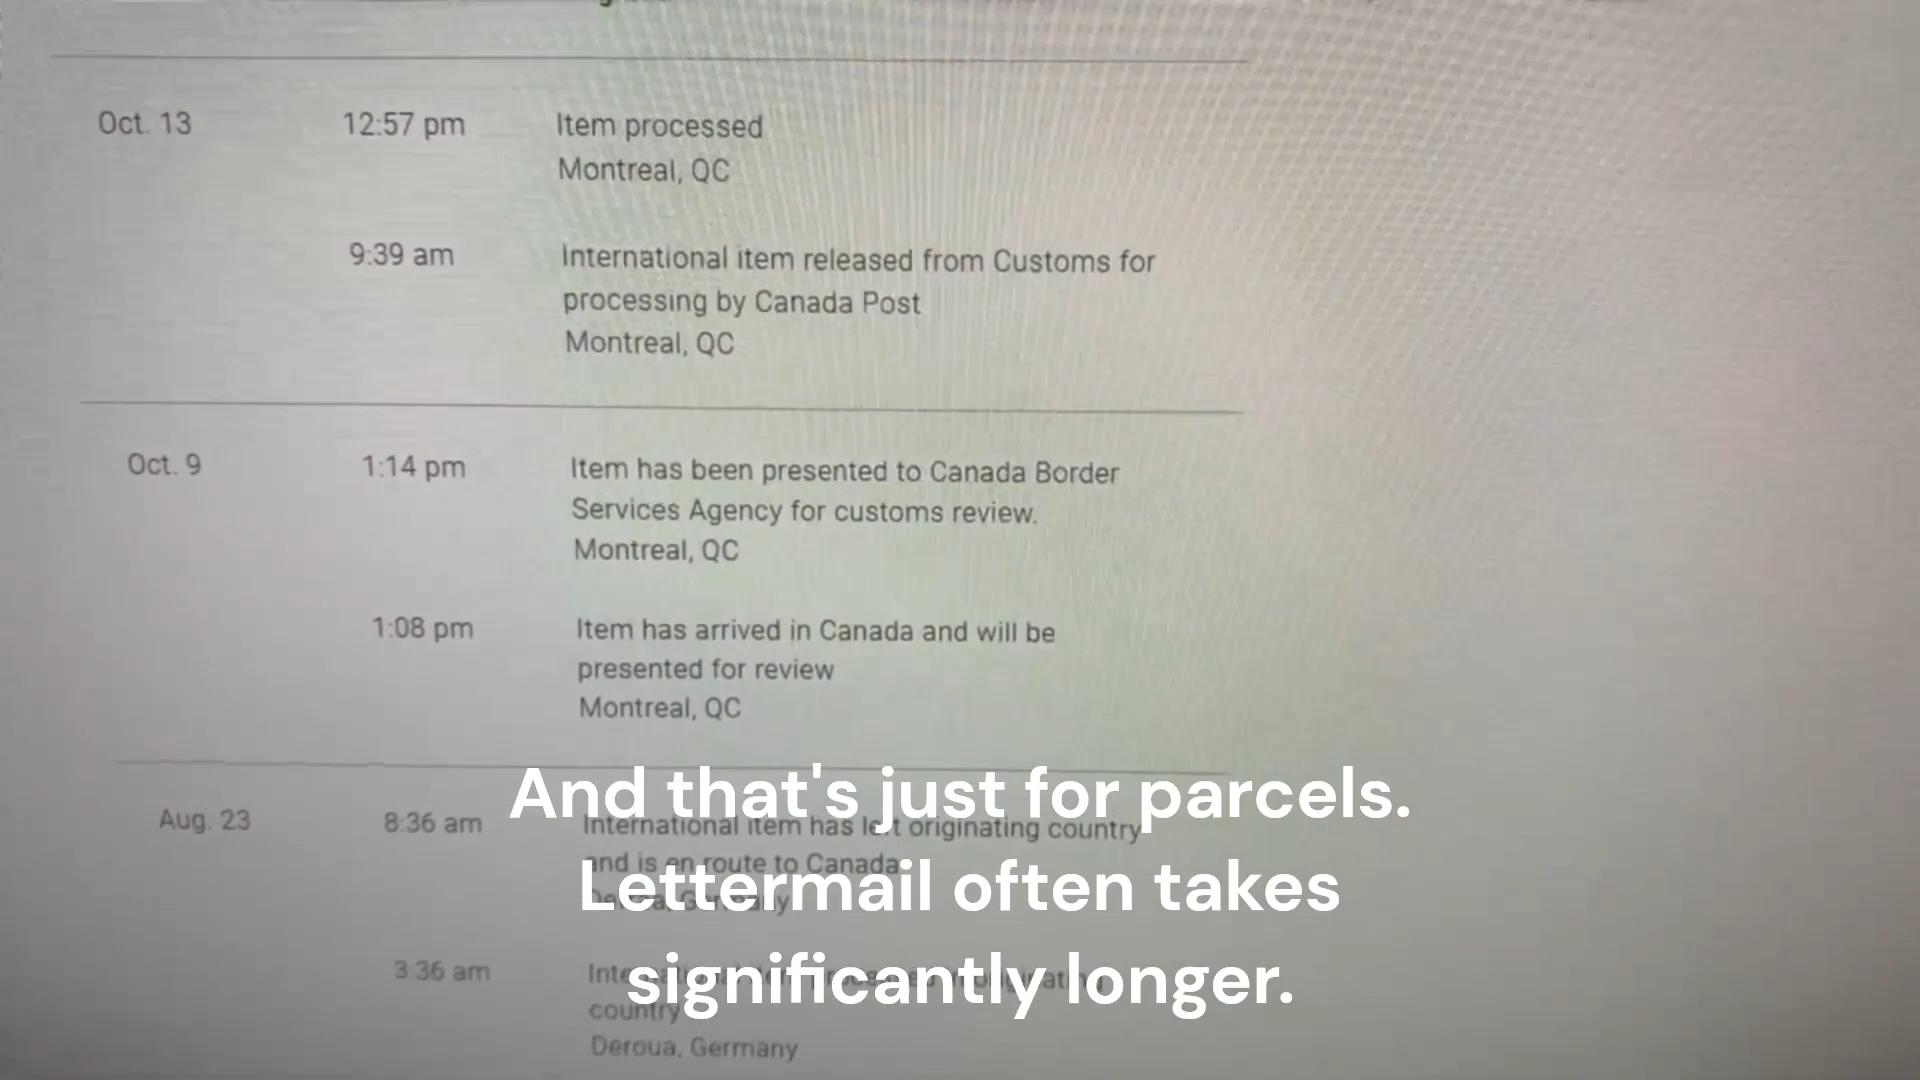 Oct. 13 12:57 pm Item processed
Montreal, QC
9:39 am International item released from Customs for
processing by Canada Post
Montreal, QC
Oct. 9 1:14 pm Item has been presented to Canada Border
Services Agency for customs review.
Montreal, QC
1:08 pm Item has arrived in Canada and will be
presented for review
Montreal, QC
Aug. 23 8:36 am International item has left originating country
and is en route to Canada
Germany
3:36 am
country
Deroua, Germany
And that's just for parcels.
Lettermail often takes
significantly longer.